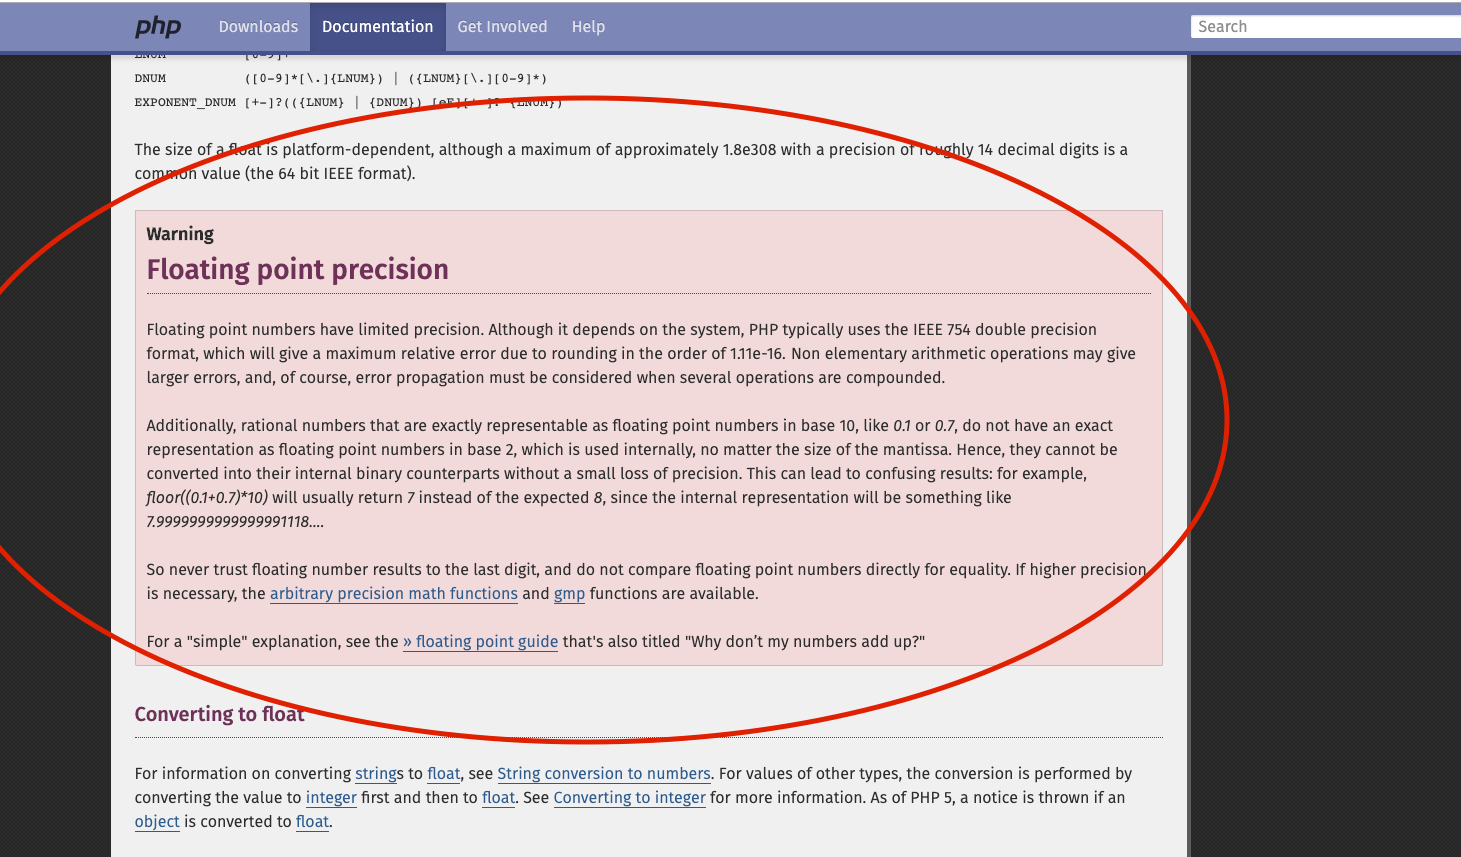 php Downloads Documentation Get Involved Help Search
LNUM [0-9]+
DNUM ([0-9]*[\.]{LNUM}) | ({LNUM}[\.][0-9]*)
EXPONENT_DNUM [+-]?(({LNUM} | {DNUM}) [eE][+-]? {LNUM})
The size of a float is platform-dependent, although a maximum of approximately 1.8e308 with a precision of roughly 14 decimal digits is a
common value (the 64 bit IEEE format).
Warning
Floating point precision
Floating point numbers have limited precision. Although it depends on the system, PHP typically uses the IEEE 754 double precision
format, which will give a maximum relative error due to rounding in the order of 1.11e-16. Non elementary arithmetic operations may give
larger errors, and, of course, error propagation must be considered when several operations are compounded.
Additionally, rational numbers that are exactly representable as floating point numbers in base 10, like 0.1 or 0.7, do not have an exact
representation as floating point numbers in base 2, which is used internally, no matter the size of the mantissa. Hence, they cannot be
converted into their internal binary counterparts without a small loss of precision. This can lead to confusing results: for example,
floor((0.1+0.7)*10) will usually return 7 instead of the expected 8, since the internal representation will be something like
7.9999999999999991118....
So never trust floating number results to the last digit, and do not compare floating point numbers directly for equality. If higher precision
is necessary, the arbitrary precision math functions and gmp functions are available.
For a "simple" explanation, see the » floating point guide that's also titled "Why don’t my numbers add up?"
Converting to float
For information on converting strings to float, see String conversion to numbers. For values of other types, the conversion is performed by
converting the value to integer first and then to float. See Converting to integer for more information. As of PHP 5, a notice is thrown if an
object is converted to float.